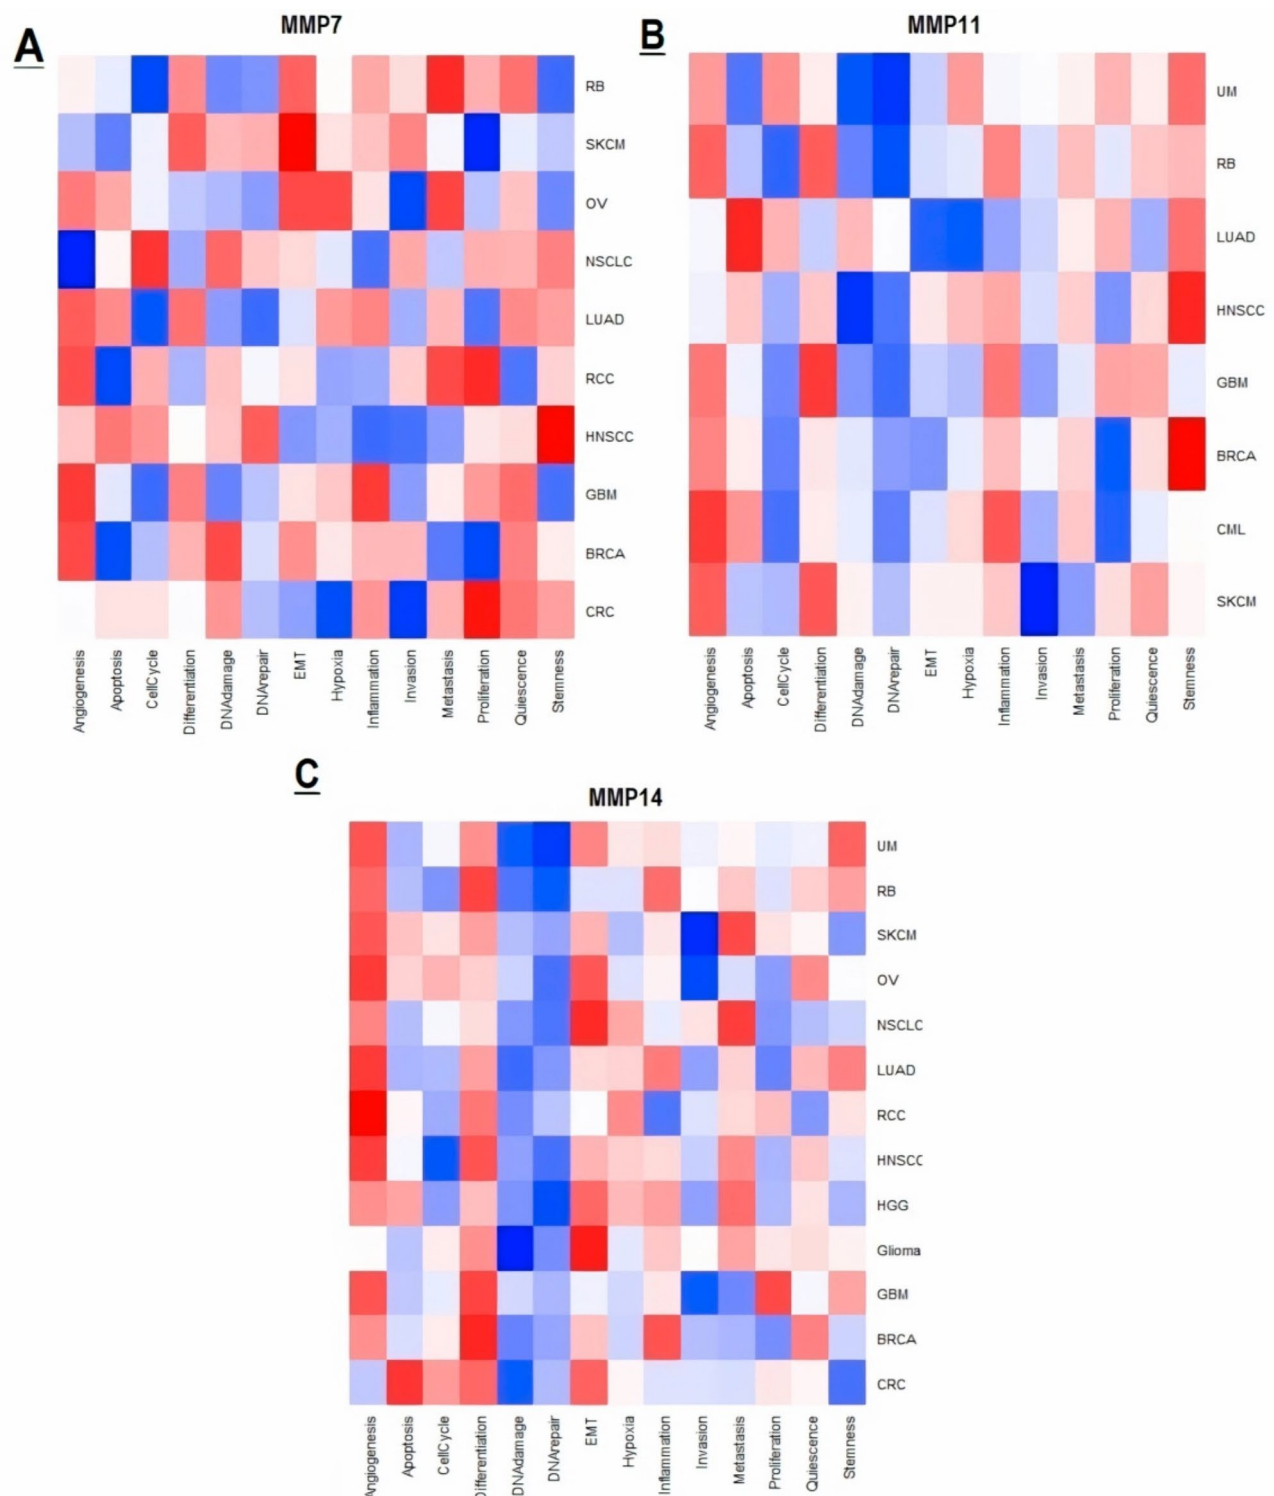 A
MMP7
RB
SKCM
OV
NSCLC
LUAD
RCC
HNSCC
GBM
BRCA
CRC
Angiogenesis
Apoptosis
CellCycle
Differentiation
DNAdamage
DNArepair
EMT
Hypoxia
Inflammation
Invasion
Metastasis
Proliferation
Quiescence
Stemness
B
MMP11
UM
RB
LUAD
HNSCC
GBM
BRCA
CML
SKCM
Angiogenesis
Apoptosis
CellCycle
Differentiation
DNAdamage
DNArepair
EMT
Hypoxia
Inflammation
Invasion
Metastasis
Proliferation
Quiescence
Stemness
C
MMP14
UM
RB
SKCM
OV
NSCLC
LUAD
RCC
HNSCC
HGG
Glioma
GBM
BRCA
CRC
Angiogenesis
Apoptosis
CellCycle
Differentiation
DNAdamage
DNArepair
EMT
Hypoxia
Inflammation
Invasion
Metastasis
Proliferation
Quiescence
Stemness